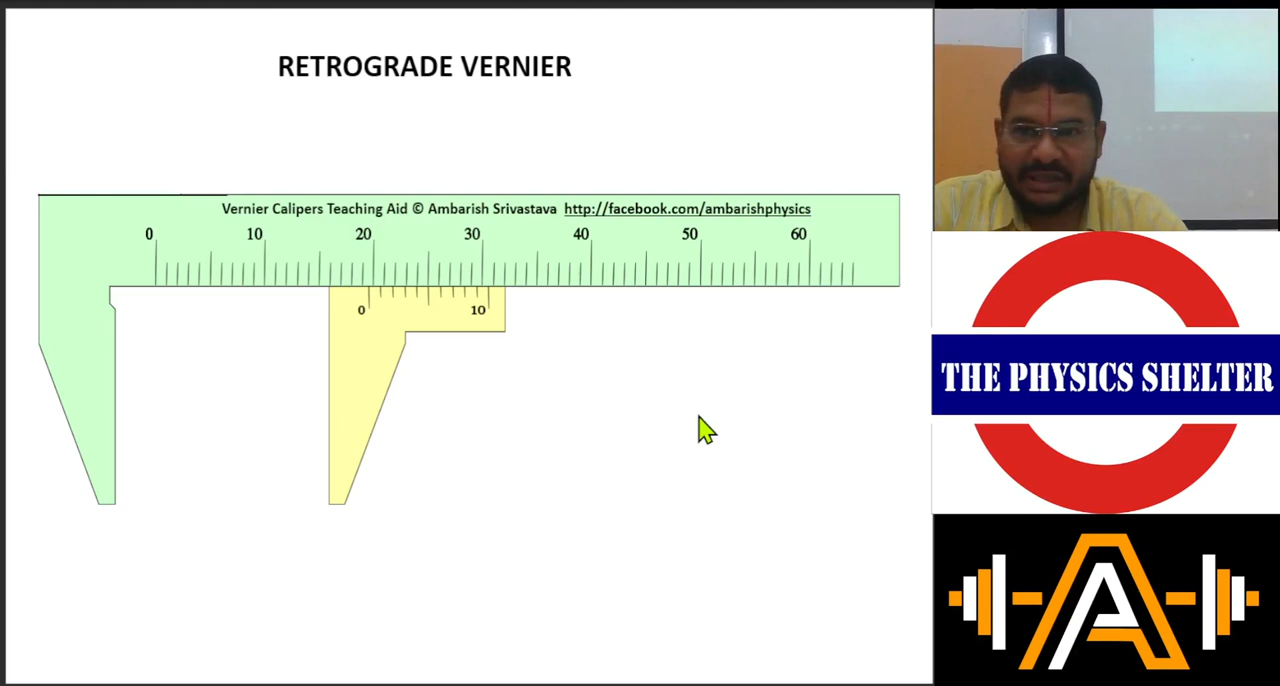 RETROGRADE VERNIER
Vernier Calipers Teaching Aid © Ambarish Srivastava http://facebook.com/ambarishphysics
0 10 20 30 40 50 60
0 10
THE PHYSICS SHELTER
A